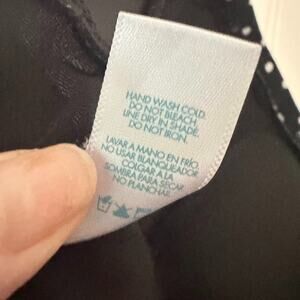 HAND WASH COLD.
DO NOT BLEACH.
LINE DRY IN SHADE.
DO NOT IRON.
LAVAR A MANO EN FRÍO.
NO USAR BLANQUEADOR.
COLGAR A LA
SOMBRA PARA SECAR.
NO PLANCHAR.